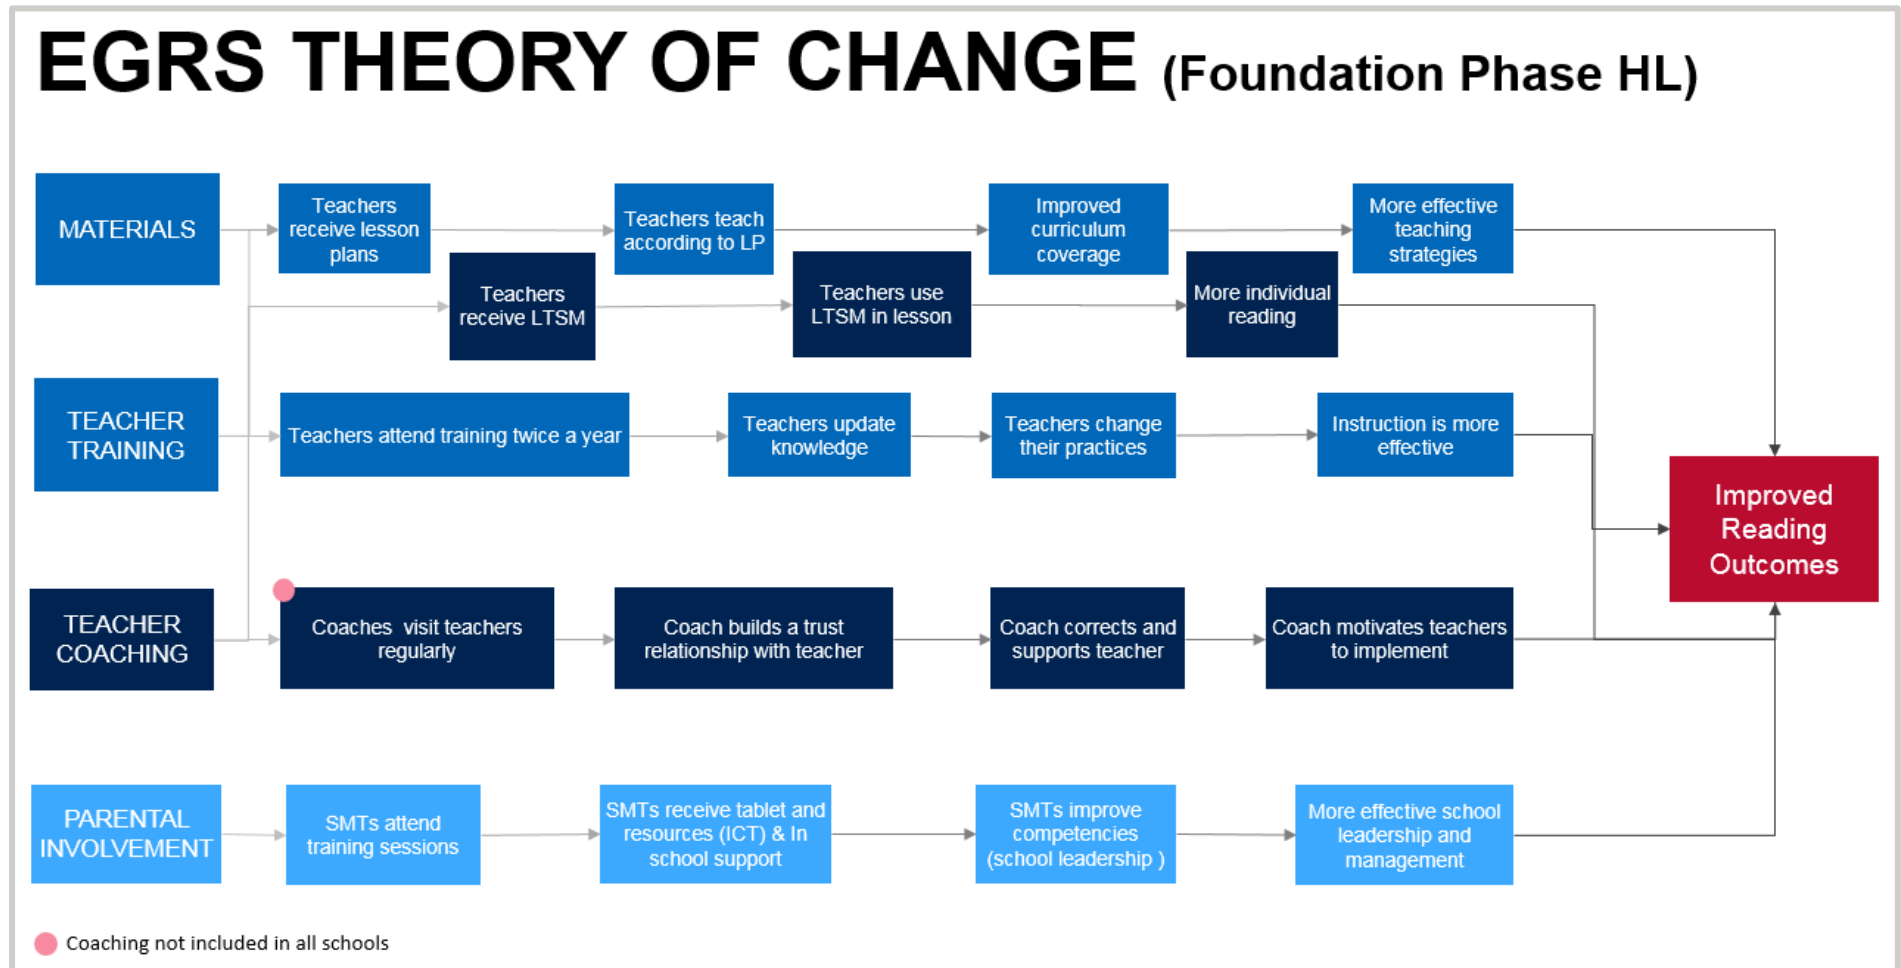 EGRS THEORY OF CHANGE (Foundation Phase HL)
MATERIALS
Teachers
receive lesson
plans
Teachers teach
according to LP
Improved
curriculum
coverage
More effective
teaching
strategies
Teachers
receive LTSM
Teachers use
LTSM in lesson
More individual
reading
TEACHER
TRAINING
Teachers attend training twice a year
Teachers update
knowledge
Teachers change
their practices
Instruction is more
effective
Improved
Reading
Outcomes
TEACHER
COACHING
Coaches visit teachers
regularly
Coach builds a trust
relationship with teacher
Coach corrects and
supports teacher
Coach motivates teachers
to implement
PARENTAL
INVOLVEMENT
SMTs attend
training sessions
SMTs receive tablet and
resources (ICT) & In
school support
SMTs improve
competencies
(school leadership )
More effective school
leadership and
management
Coaching not included in all schools